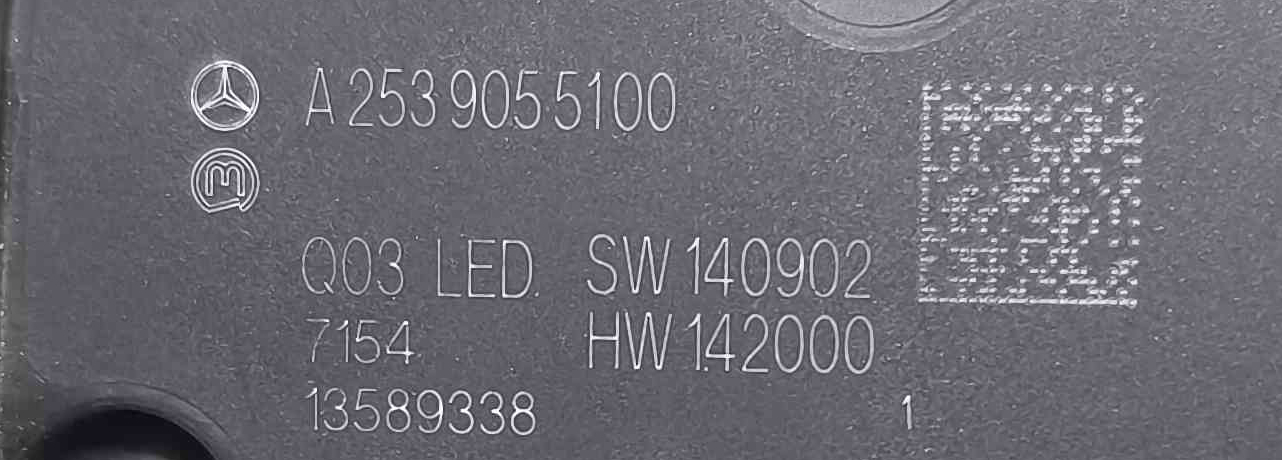 A 253 905 5100
Q03 LED SW 140902
7154 HW 142000
13589338 1